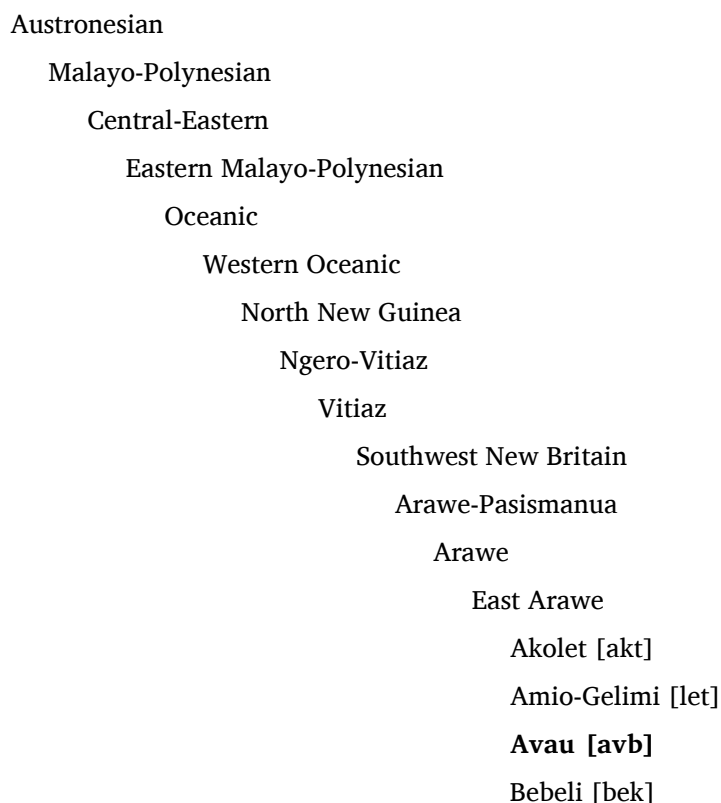 Austronesian
Malayo-Polynesian
Central-Eastern
Eastern Malayo-Polynesian
Oceanic
Western Oceanic
North New Guinea
Ngero-Vitiaz
Vitiaz
Southwest New Britain
Arawe-Pasismanua
Arawe
East Arawe
Akolet [akt]
Amio-Gelimi [let]
Avau [avb]
Bebeli [bek]